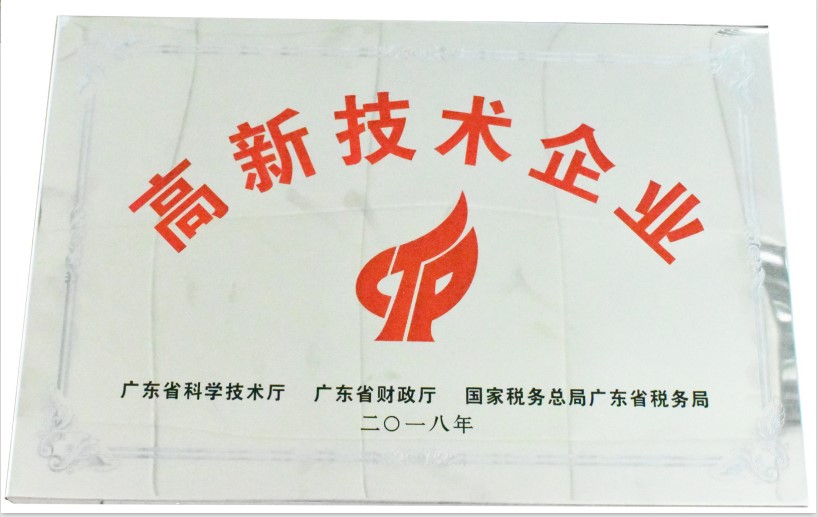 高新技术企业
广东省科学技术厅 广东省财政厅 国家税务总局广东省税务局
二〇一八年